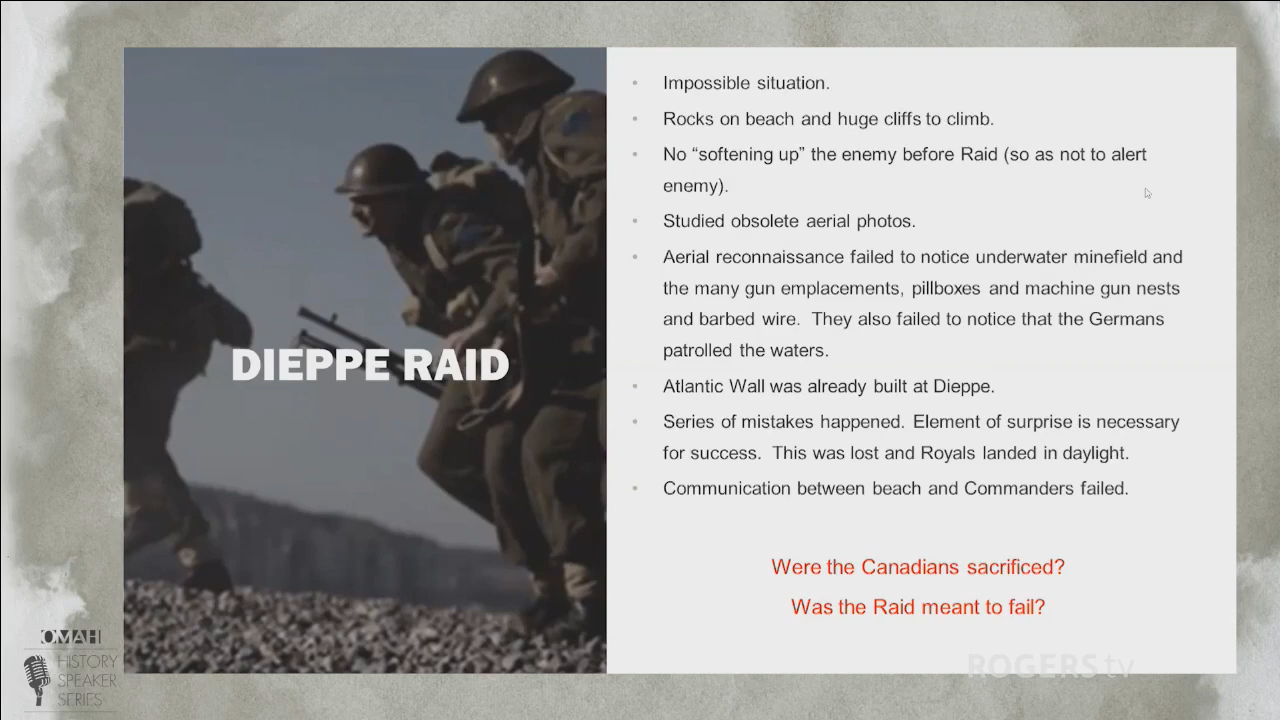 DIEPPE RAID
• Impossible situation.
• Rocks on beach and huge cliffs to climb.
• No “softening up” the enemy before Raid (so as not to alert
enemy).
• Studied obsolete aerial photos.
• Aerial reconnaissance failed to notice underwater minefield and
the many gun emplacements, pillboxes and machine gun nests
and barbed wire. They also failed to notice that the Germans
patrolled the waters.
• Atlantic Wall was already built at Dieppe.
• Series of mistakes happened. Element of surprise is necessary
for success. This was lost and Royals landed in daylight.
• Communication between beach and Commanders failed.
Were the Canadians sacrificed?
Was the Raid meant to fail?
OMAH
HISTORY
SPEAKER
SERIES
ROGERS tv